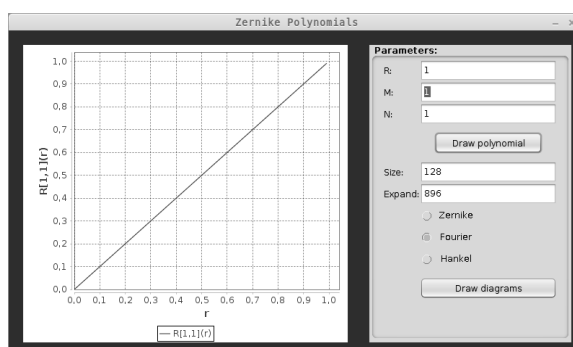 Zernike Polynomials
1,0
0,9
0,8
0,7
0,6
0,5
0,4
0,3
0,2
0,1
0,0
R[1,1](r)
0,0 0,1 0,2 0,3 0,4 0,5 0,6 0,7 0,8 0,9 1,0
r
R[1,1](r)
Parameters:
R: 1
M: 1
N: 1
Draw polynomial
Size: 128
Expand: 896
Zernike
Fourier
Hankel
Draw diagrams